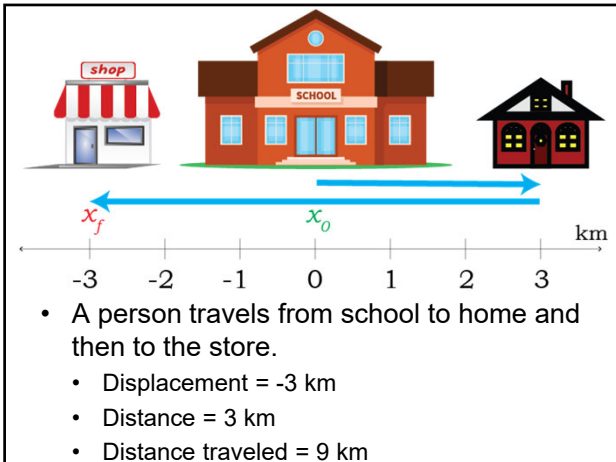 shop
SCHOOL
x_f x_0
km
-3 -2 -1 0 1 2 3
• A person travels from school to home and
then to the store.
• Displacement = -3 km
• Distance = 3 km
• Distance traveled = 9 km